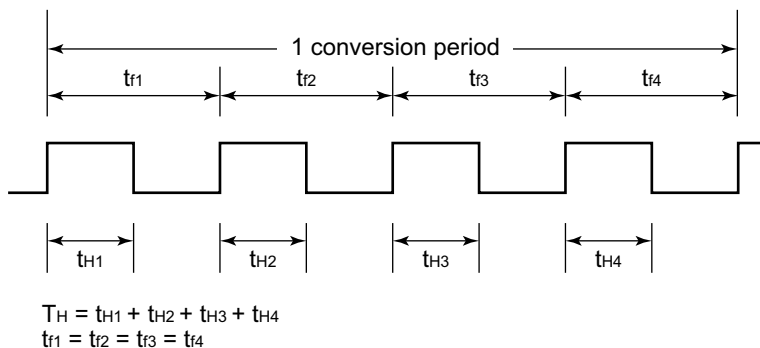 1 conversion period
tf1 tf2 tf3 tf4
tH1 tH2 tH3 tH4
TH = tH1 + tH2 + tH3 + tH4
tf1 = tf2 = tf3 = tf4